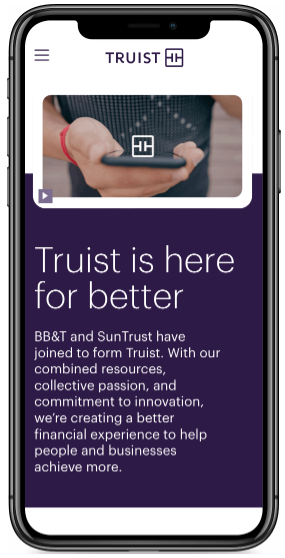 TRUIST
Truist is here
for better
BB&T and SunTrust have
joined to form Truist. With our
combined resources,
collective passion, and
commitment to innovation,
we're creating a better
financial experience to help
people and businesses
achieve more.